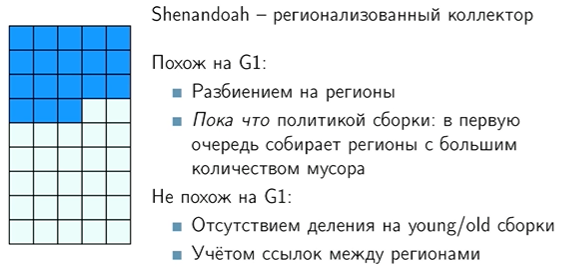 Shenandoah – регионализованный коллектор
Похож на G1:
Разбиением на регионы
Пока что политикой сборки: в первую
очередь собирает регионы с большим
количеством мусора
Не похож на G1:
Отсутствием деления на young/old сборки
Учётом ссылок между регионами